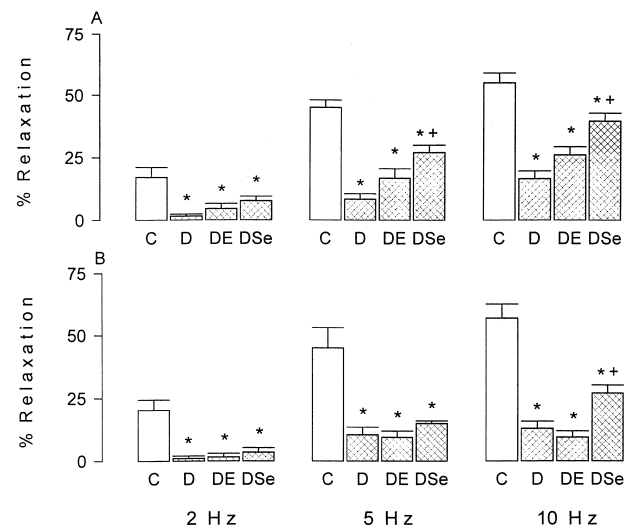 A
75
50
25
0
% Relaxation
* * *
* * * +
* * * +
C D DE DSe C D DE DSe C D DE DSe
B
75
50
25
0
% Relaxation
* * *
* * *
* * * +
C D DE DSe C D DE DSe C D DE DSe
2 Hz 5 Hz 10 Hz